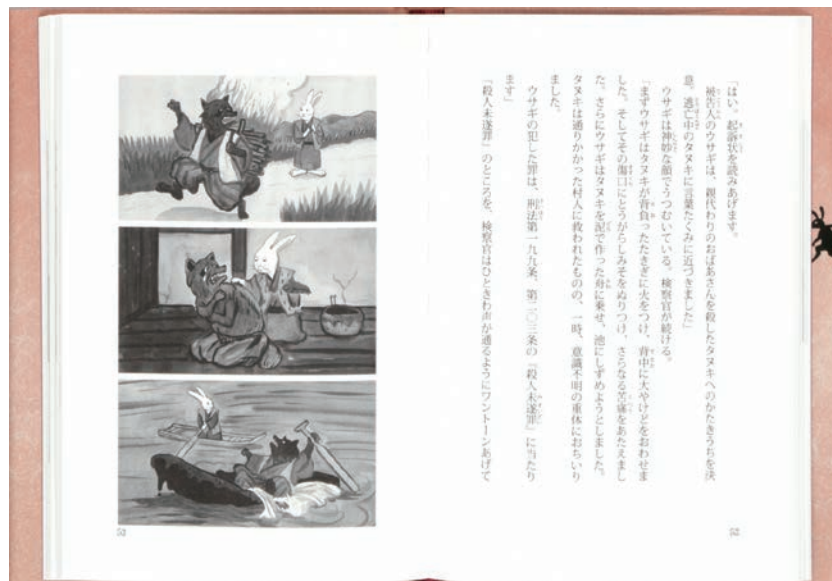 「はい。起訴状を読みあげます。
被告人のウサギは、親代わりのおばあさんを殺したタヌキへのかたきうちを決
意。逃亡中のタヌキに言葉たくみに近づきました」
ウサギは神妙な顔でうつむいている。検察官が続ける。
「まずウサギはタヌキが背負ったたきぎに火をつけ、背中に大やけどをおわせま
した。そしてその傷口にとうがらしみそをぬりつけ、さらなる苦痛をあたえまし
た。さらにウサギはタヌキを泥で作った舟に乗せ、池にしずめようとしました。
タヌキは通りかかった村人に救われたものの、一時、意識不明の重体におちいり
ました。
ウサギの犯した罪は、刑法第一九九条、第二〇三条の『殺人未遂罪』に当たり
ます」
『殺人未遂罪』のところを、検察官はひときわ声が通るようにワントーンあげて
52
53